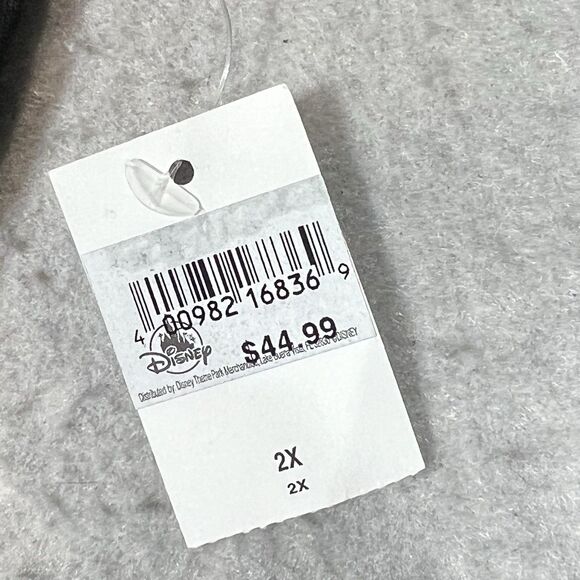 4 00982 16836 9
DISNEY
$44.99
Distributed by: Disney Theme Park Merchandise, Lake Buena Vista, FL ©DISNEY
2X
2X